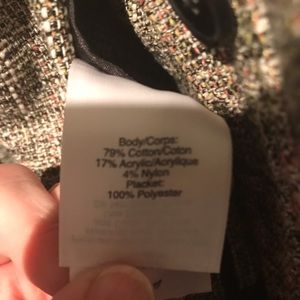 Body/Corps:
79% Cotton/Coton
17% Acrylic/Acrylique
4% Nylon
Placket:
100% Polyester